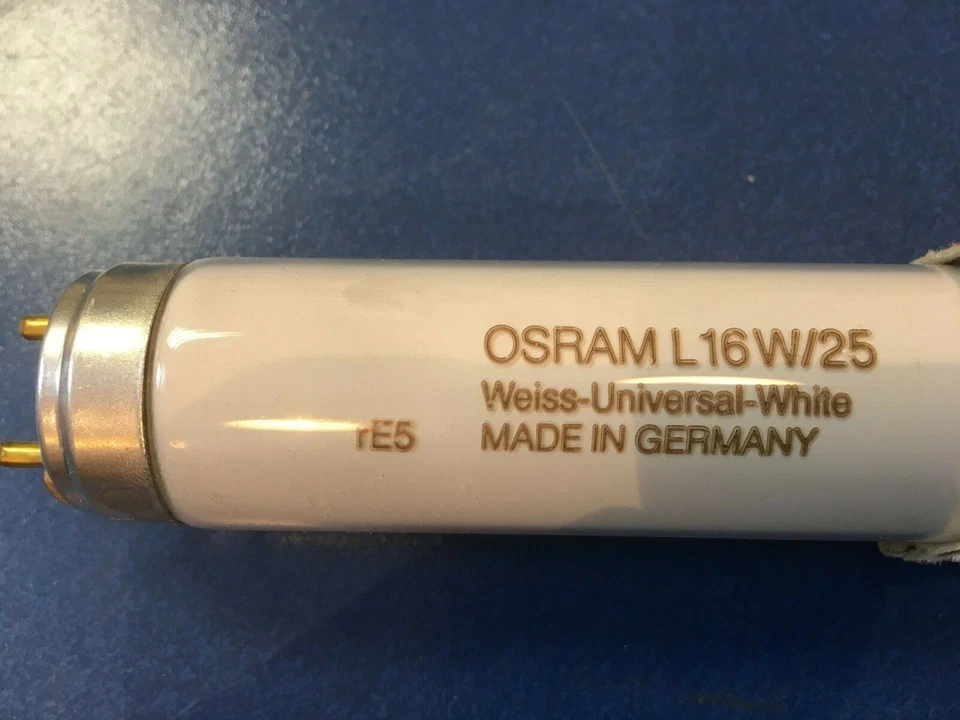 OSRAM L16W/25
Weiss-Universal-White
rE5
MADE IN GERMANY